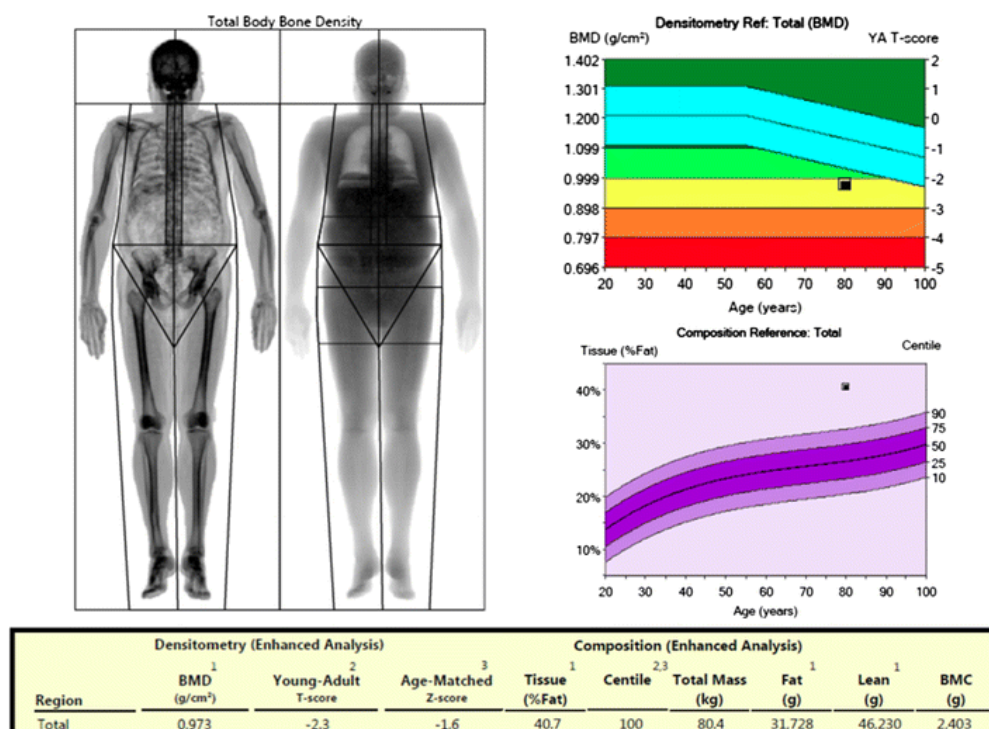 Total Body Bone Density
Densitometry Ref: Total (BMD)
BMD (g/cm²) YA T-score
1.402 2
1.301 1
1.200 0
1.099 -1
0.999 -2
0.898 -3
0.797 -4
0.696 -5
20 30 40 50 60 70 80 90 100
Age (years)
Composition Reference: Total
Tissue (%Fat) Centile
40%
90
75
30% 50
25
10
20%
10%
20 30 40 50 60 70 80 90 100
Age (years)
Densitometry (Enhanced Analysis) Composition (Enhanced Analysis)
1 2 3 1 2,3 1 1
BMD Young-Adult Age-Matched Tissue Centile Total Mass Fat Lean BMC
Region (g/cm²) T-score Z-score (%Fat) (kg) (g) (g) (g)
Total 0.973 -2.3 -1.6 40.7 100 80.4 31,728 46,230 2,403